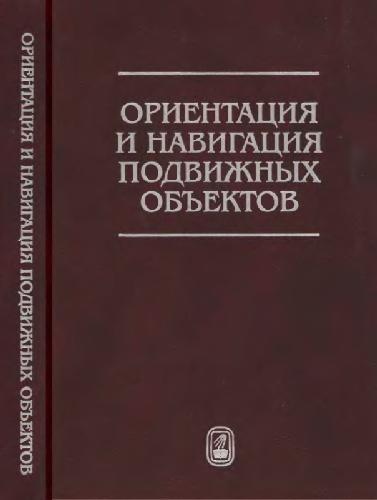 ОРИЕНТАЦИЯ И НАВИГАЦИЯ ПОДВИЖНЫХ ОБЪЕКТОВ
ОРИЕНТАЦИЯ
И НАВИГАЦИЯ
ПОДВИЖНЫХ
ОБЪЕКТОВ